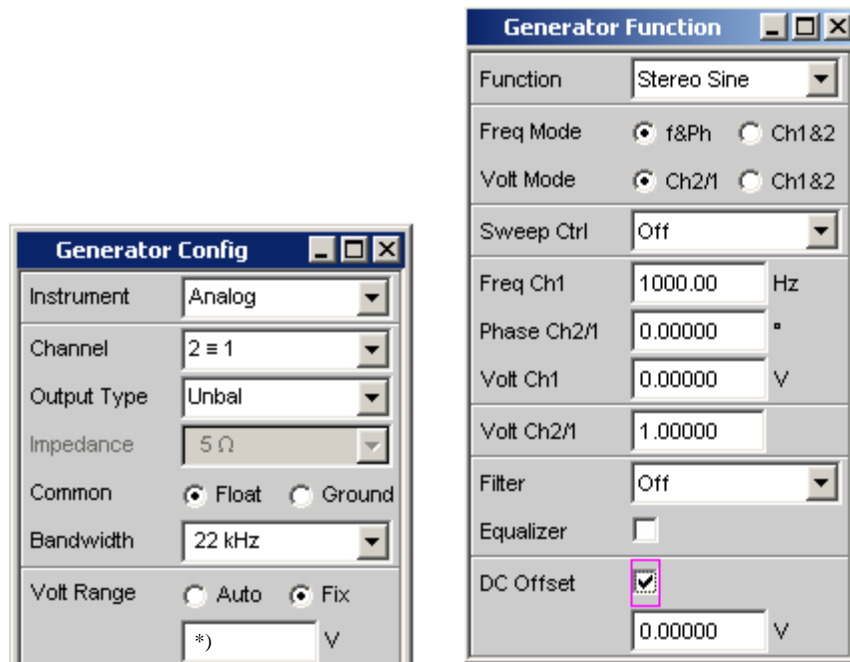 Generator Config
Instrument Analog
Channel 2 ≡ 1
Output Type Unbal
Impedance 5 Ω
Common Float Ground
Bandwidth 22 kHz
Volt Range Auto Fix
*) V
Generator Function
Function Stereo Sine
Freq Mode f&Ph Ch1&2
Volt Mode Ch2/1 Ch1&2
Sweep Ctrl Off
Freq Ch1 1000.00 Hz
Phase Ch2/1 0.00000 °
Volt Ch1 0.00000 V
Volt Ch2/1 1.00000
Filter Off
Equalizer
DC Offset
0.00000 V